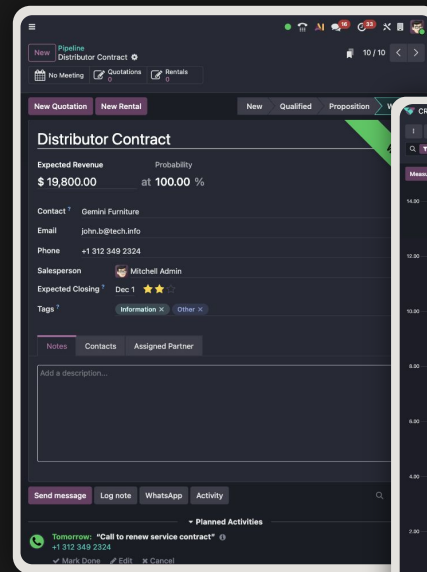 16
33
New
Pipeline
Distributor Contract
10 / 10
No Meeting
Quotations
0
Rentals
0
New Quotation
New Rental
New
Qualified
Proposition
CR
Distributor Contract
Expected Revenue
Probability
$ 19,800.00
at 100.00 %
Contact ?
Gemini Furniture
Email
john.b@tech.info
Phone
+1 312 349 2324
Salesperson
Mitchell Admin
Expected Closing ?
Dec 1
Tags ?
Information ×
Other ×
Notes
Contacts
Assigned Partner
Add a description...
Send message
Log note
WhatsApp
Activity
Planned Activities
Tomorrow: "Call to renew service contract"
+1 312 349 2324
Mark Done
Edit
Cancel
Measu
14.00
12.00
10.00
8.00
6.00
4.00
2.00